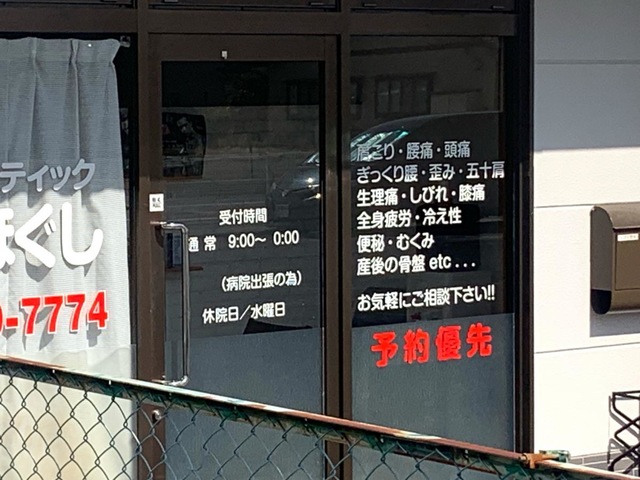 ティック
ほぐし
-7774
受付時間
通常 9:00～ 0:00
（病院出張の為）
休院日／水曜日
肩こり・腰痛・頭痛
ぎっくり腰・歪み・五十肩
生理痛・しびれ・膝痛
全身疲労・冷え性
便秘・むくみ
産後の骨盤 etc...
お気軽にご相談下さい!!
予約優先